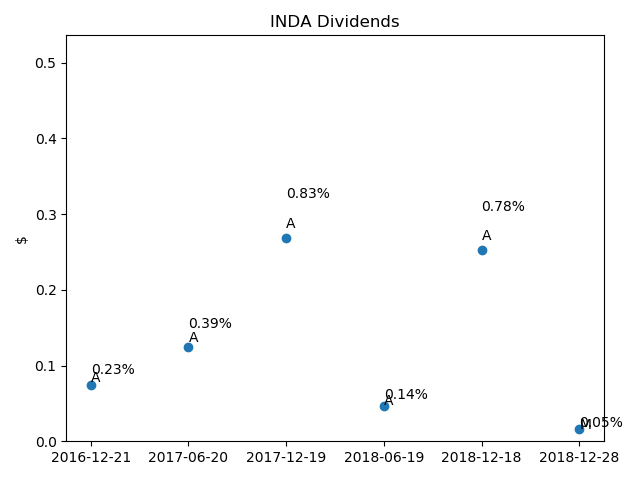 INDA Dividends
$
0.5
0.4
0.3
0.2
0.1
0.0
0.23%
A
0.39%
A
0.83%
A
0.14%
A
0.78%
A
0.05%
M
2016-12-21 2017-06-20 2017-12-19 2018-06-19 2018-12-18 2018-12-28